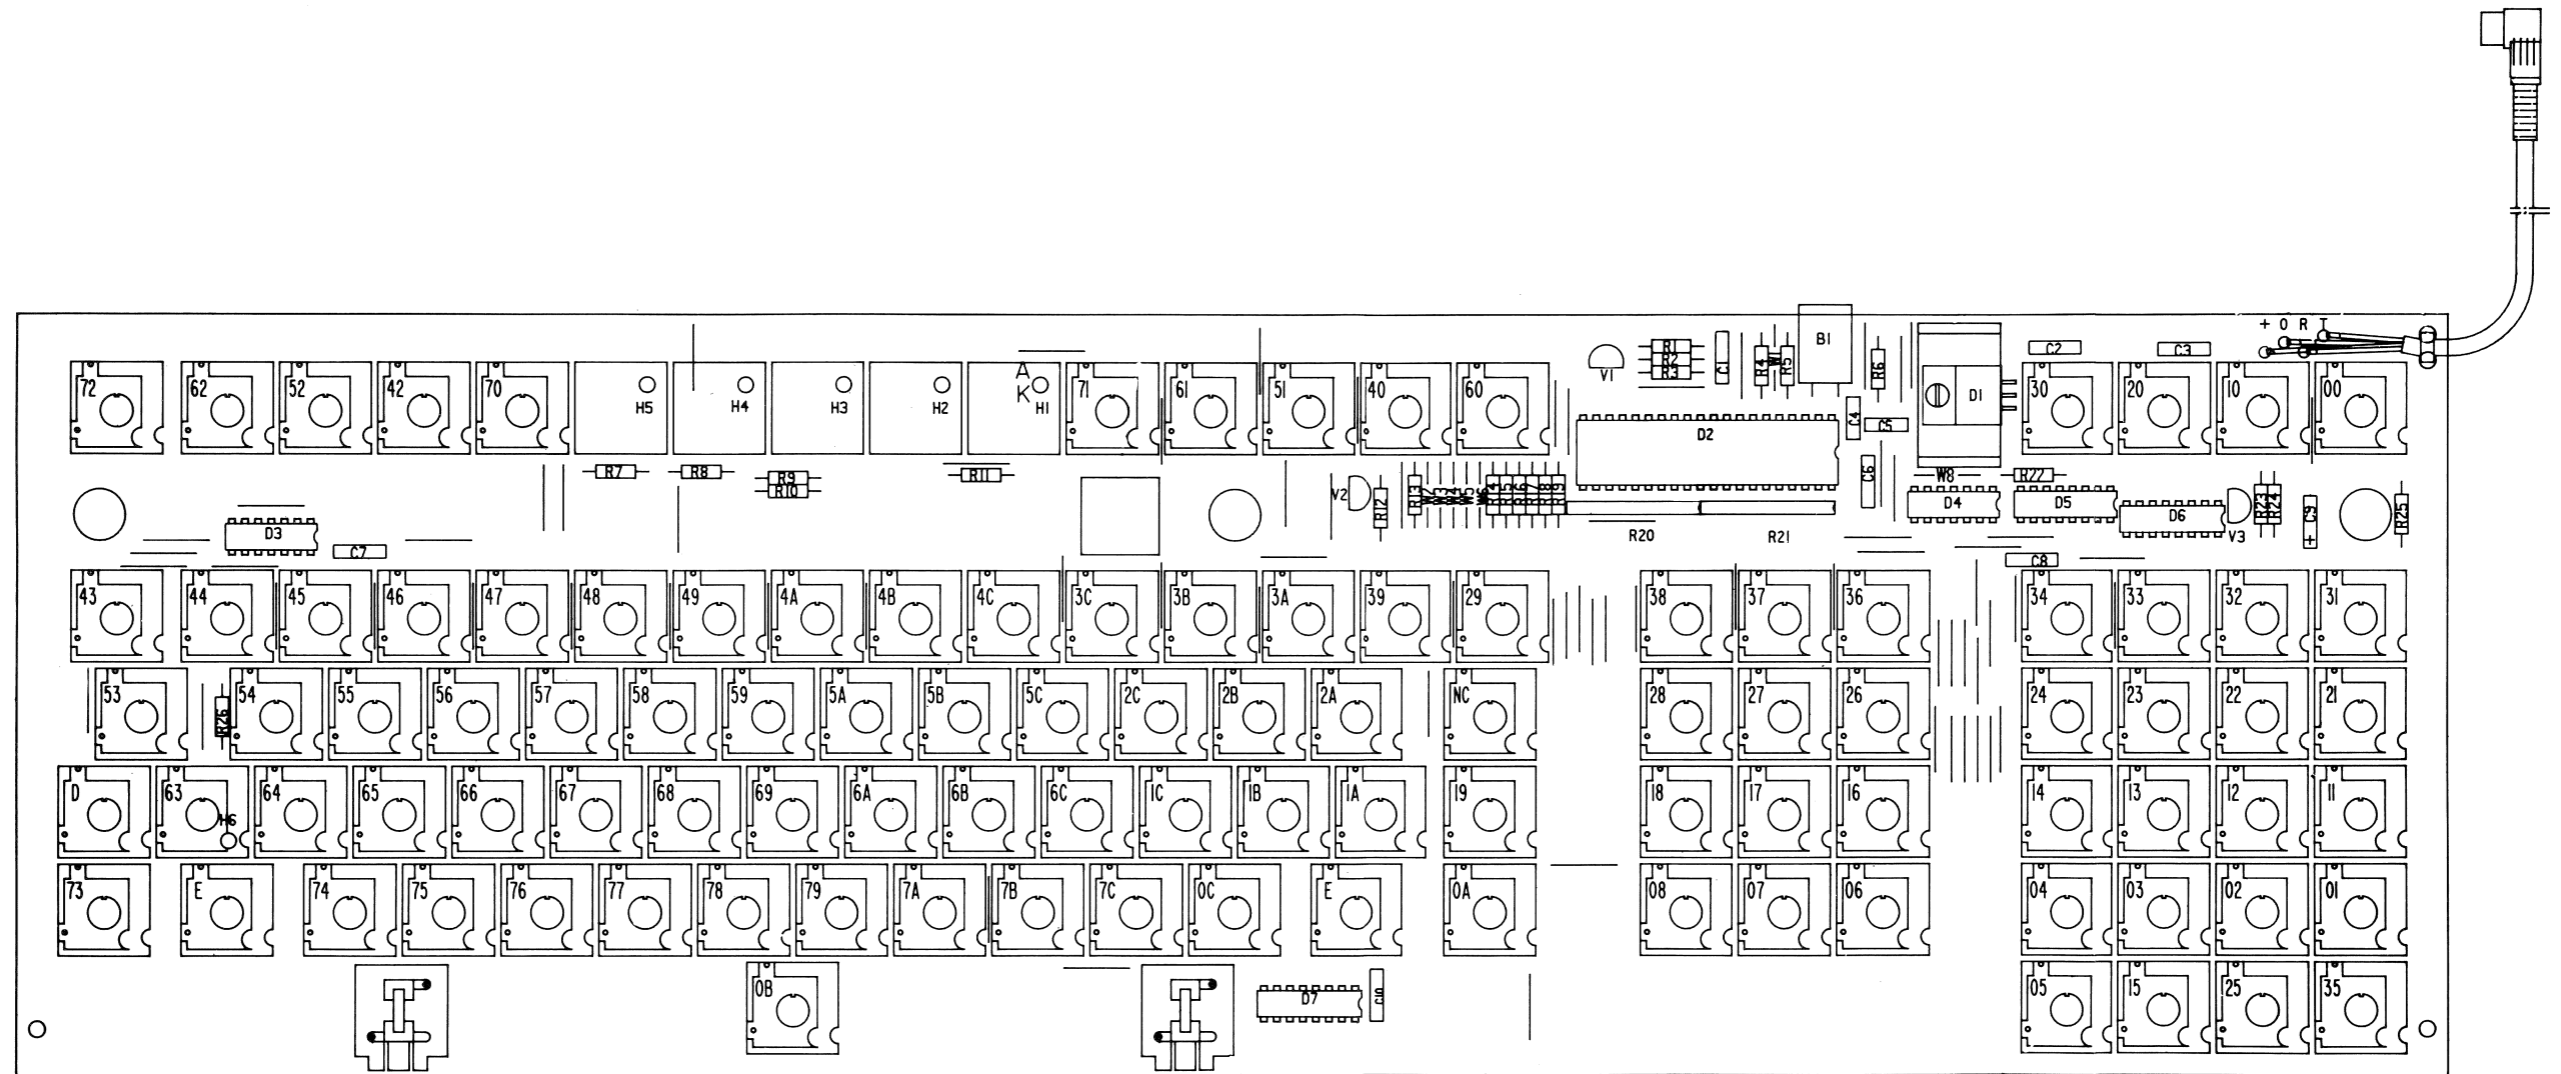 + O R T
72 62 52 42 70 H5 H4 H3 H2 A K H1 71 61 51 40 60 V1 R1 R2 R3 C1 R4 W1 R5 B1 R6 D1 C2 C3 30 20 10 00
D2 C4 C5
R7 R8 R9 R10 R11 V2 R12 R13 W2 W3 W4 W5 C6 W8 R22
D3 C7 R20 R21 D4 D5 D6 V3 R23 R24 C9 + R25
C8
43 44 45 46 47 48 49 4A 4B 4C 3C 3B 3A 39 29 38 37 36 34 33 32 31
53 R26 54 55 56 57 58 59 5A 5B 5C 2C 2B 2A NC 28 27 26 24 23 22 21
D 63 H6 64 65 66 67 68 69 6A 6B 6C 1C 1B 1A 19 18 17 16 14 13 12 11
73 E 74 75 76 77 78 79 7A 7B 7C 0C E 0A 08 07 06 04 03 02 01
0B D7 C10 05 15 25 35